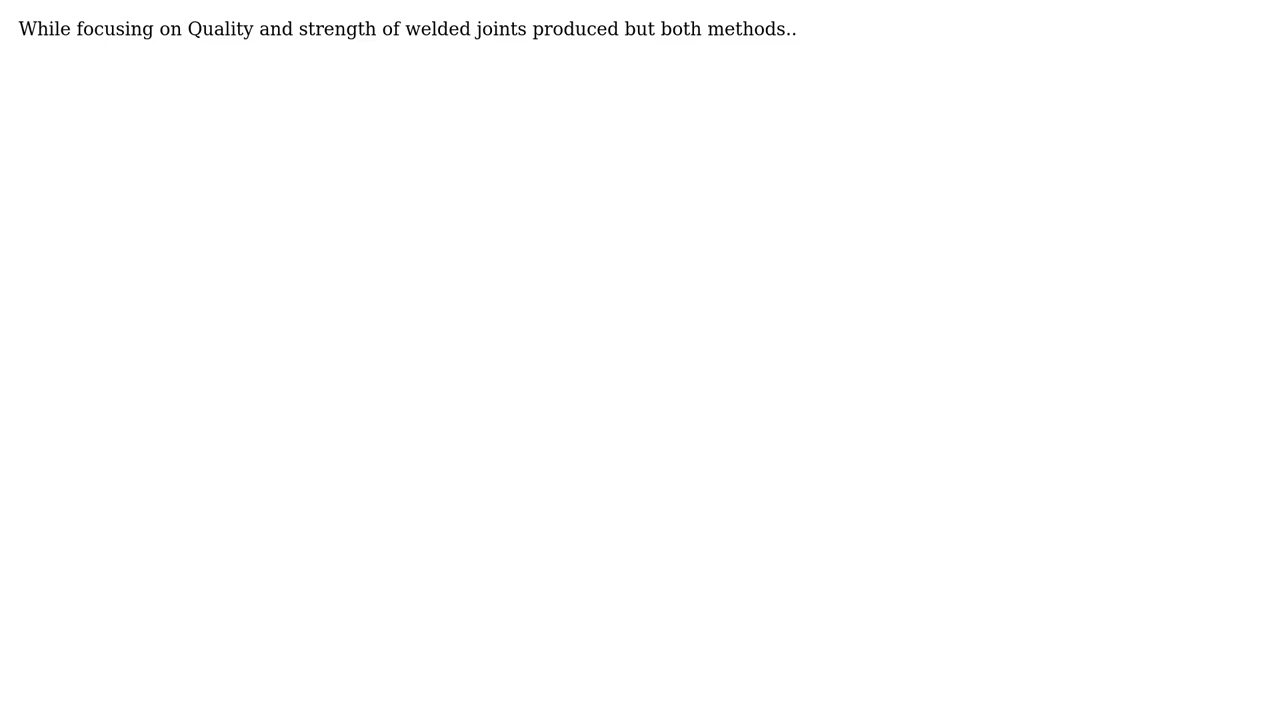 While focusing on Quality and strength of welded joints produced but both methods..